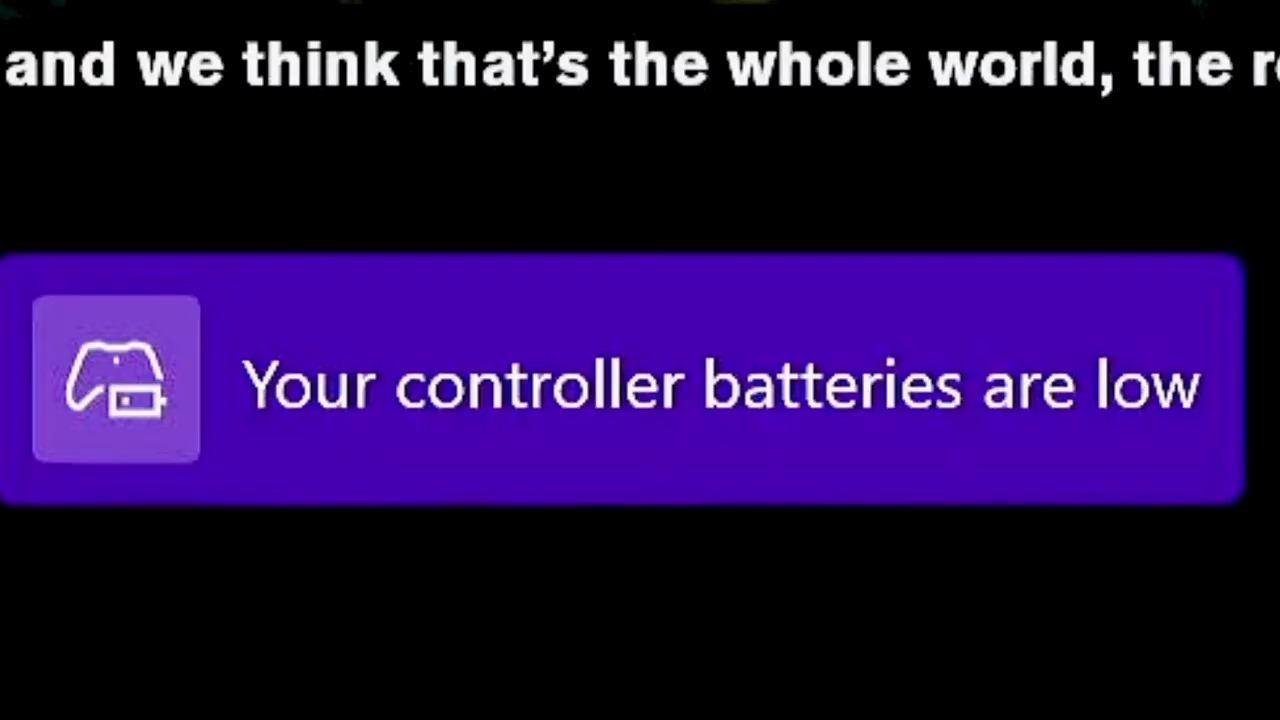 and we think that’s the whole world, the
Your controller batteries are low